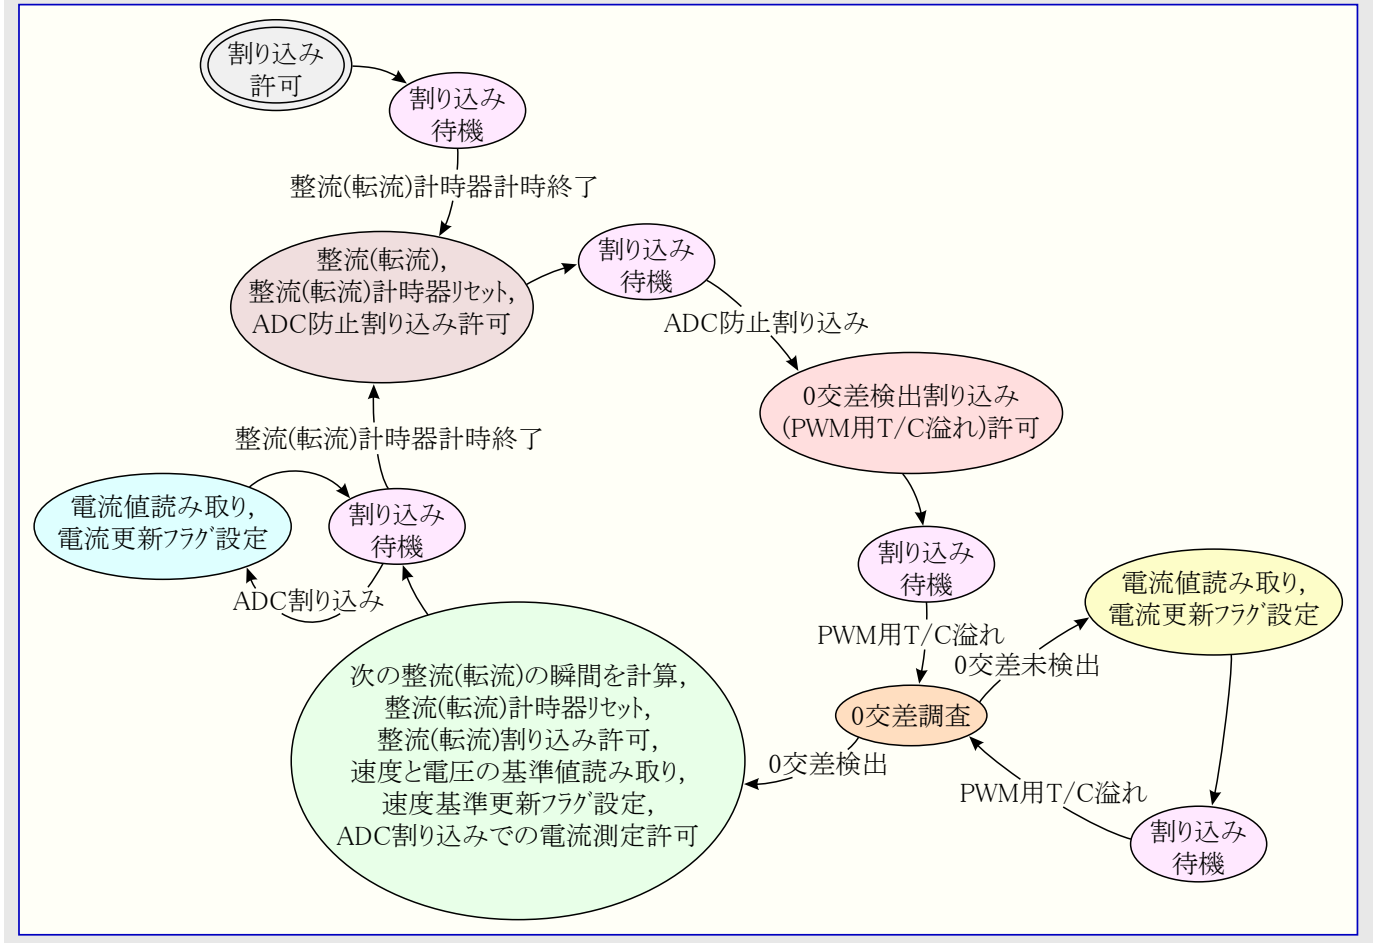 割り込み
許可
割り込み
待機
整流(転流)計時器計時終了
整流(転流),
整流(転流)計時器ﾘｾｯﾄ,
ADC防止割り込み許可
割り込み
待機
ADC防止割り込み
0交差検出割り込み
(PWM用T/C溢れ)許可
整流(転流)計時器計時終了
電流値読み取り,
電流更新ﾌﾗｸﾞ設定
割り込み
待機
ADC割り込み
割り込み
待機
PWM用T/C溢れ
0交差未検出
電流値読み取り,
電流更新ﾌﾗｸﾞ設定
0交差調査
0交差検出
次の整流(転流)の瞬間を計算,
整流(転流)計時器ﾘｾｯﾄ,
整流(転流)割り込み許可,
速度と電圧の基準値読み取り,
速度基準更新ﾌﾗｸﾞ設定,
ADC割り込みでの電流測定許可
PWM用T/C溢れ
割り込み
待機